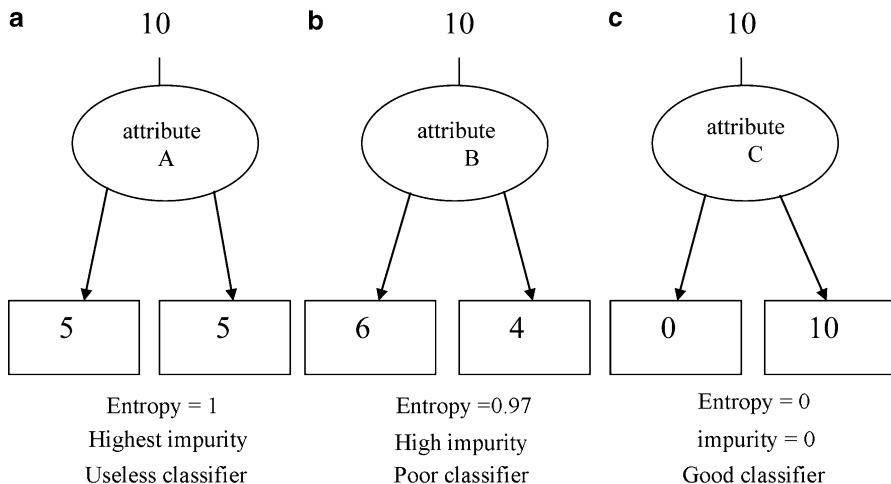 a
10
attribute
A
5 5
Entropy = 1
Highest impurity
Useless classifier
b
10
attribute
B
6 4
Entropy =0.97
High impurity
Poor classifier
c
10
attribute
C
0 10
Entropy = 0
impurity = 0
Good classifier